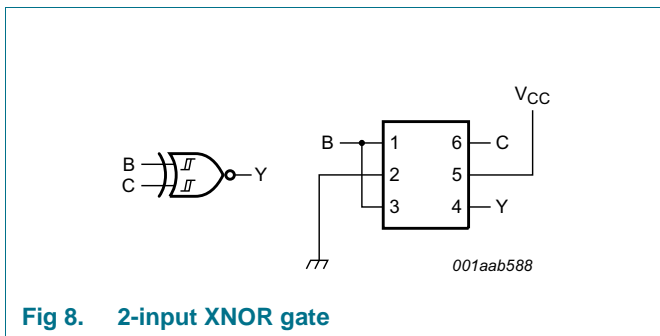 B
C
Y
B
1
2
3
6
5
4
C
Y
VCC
001aab588
Fig 8. 2-input XNOR gate